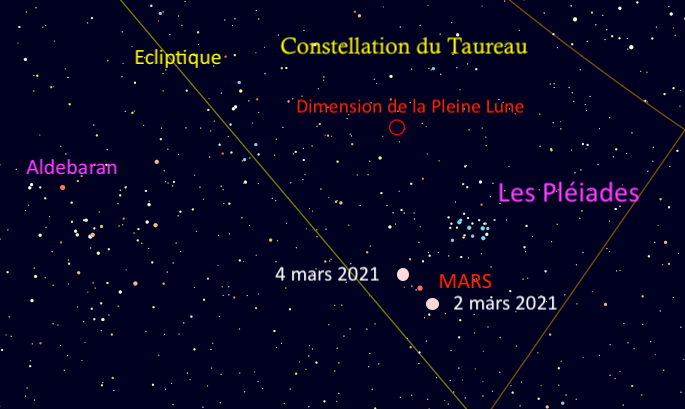 Constellation du Taureau
Ecliptique
Dimension de la Pleine Lune
Aldebaran
Les Pléiades
4 mars 2021
MARS
2 mars 2021